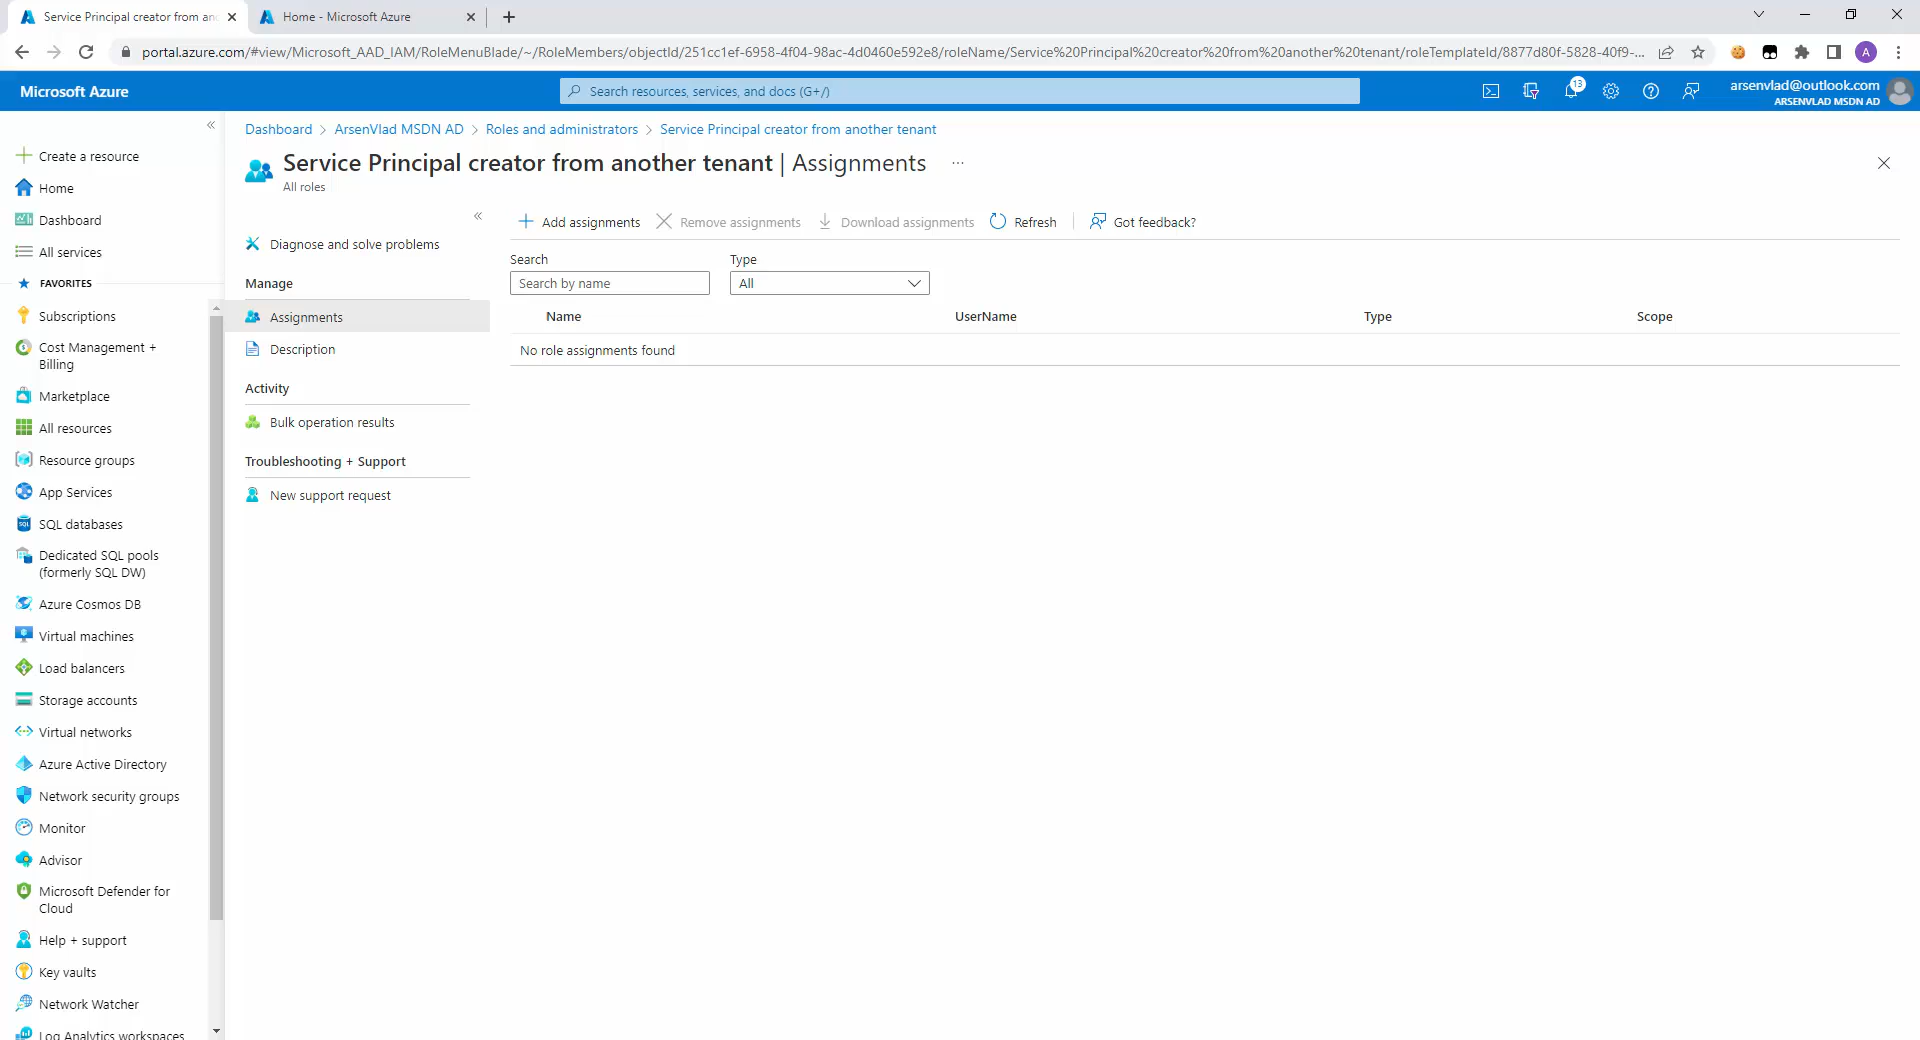 Service Principal creator from an
Home - Microsoft Azure
portal.azure.com/#view/Microsoft_AAD_IAM/RoleMenuBlade/~/RoleMembers/objectId/251cc1ef-6958-4f04-98ac-4d0460e592e8/roleName/Service%20Principal%20creator%20from%20another%20tenant/roleTemplateId/8877d80f-5828-40f9-...
A
Microsoft Azure
Search resources, services, and docs (G+/)
13
arsenvlad@outlook.com
ARSENVLAD MSDN AD
Dashboard > ArsenVlad MSDN AD > Roles and administrators > Service Principal creator from another tenant
Service Principal creator from another tenant | Assignments ...
All roles
Create a resource
Home
Dashboard
All services
FAVORITES
Subscriptions
Cost Management +
Billing
Marketplace
All resources
Resource groups
App Services
SQL databases
Dedicated SQL pools
(formerly SQL DW)
Azure Cosmos DB
Virtual machines
Load balancers
Storage accounts
Virtual networks
Azure Active Directory
Network security groups
Monitor
Advisor
Microsoft Defender for
Cloud
Help + support
Key vaults
Network Watcher
Log Analytics workspaces
Diagnose and solve problems
Manage
Assignments
Description
Activity
Bulk operation results
Troubleshooting + Support
New support request
Add assignments
Remove assignments
Download assignments
Refresh
Got feedback?
Search
Type
Search by name
All
Name
UserName
Type
Scope
No role assignments found